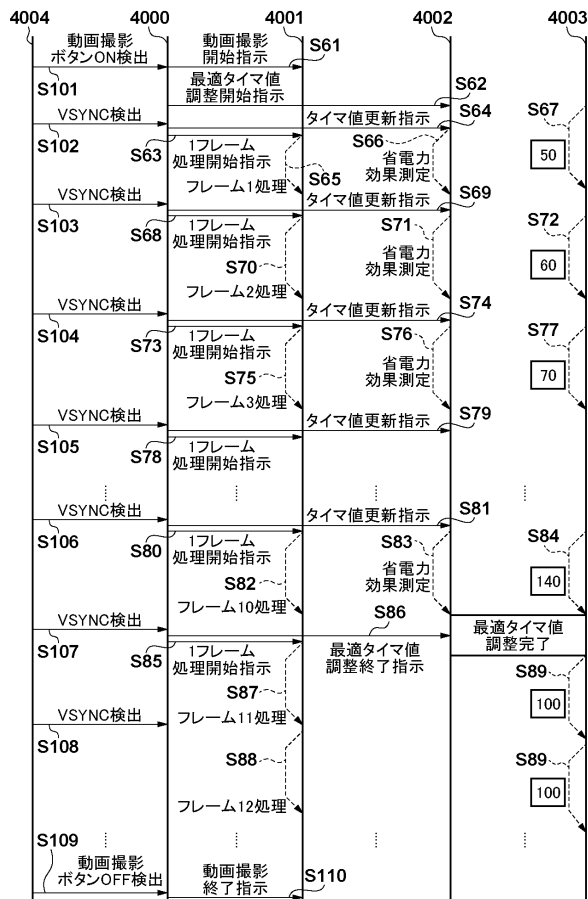 4004 4000 4001 4002 4003
動画撮影
ボタンON検出
動画撮影
開始指示
S61
S101
最適タイマ値
調整開始指示
S62
VSYNC検出
タイマ値更新指示
S64
S67
S102
S63
1フレーム
処理開始指示
S66
省電力
効果測定
50
フレーム1処理
S65
VSYNC検出
タイマ値更新指示
S69
S103
S68
1フレーム
処理開始指示
S71
S72
省電力
効果測定
S70
60
フレーム2処理
VSYNC検出
タイマ値更新指示
S74
S104
S73
1フレーム
処理開始指示
S76
S77
省電力
効果測定
S75
70
フレーム3処理
VSYNC検出
タイマ値更新指示
S79
S105
S78
1フレーム
処理開始指示
VSYNC検出
タイマ値更新指示
S81
S106
S80
1フレーム
処理開始指示
S83
S84
省電力
効果測定
S82
140
フレーム10処理
S86
VSYNC検出
最適タイマ値
調整完了
S107
S85
1フレーム
処理開始指示
最適タイマ値
調整終了指示
S87
S89
100
フレーム11処理
VSYNC検出
S108
S88
S89
100
フレーム12処理
S109
動画撮影
ボタンOFF検出
動画撮影
終了指示
S110